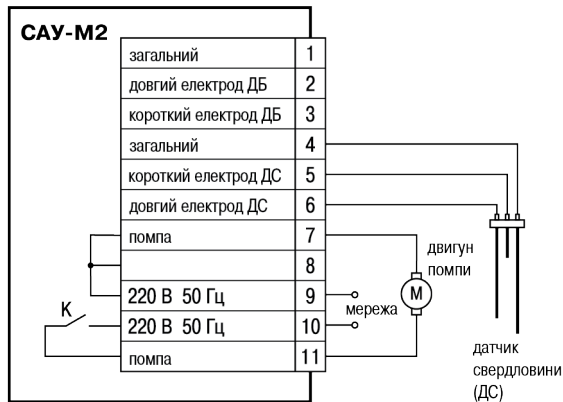 САУ-М2
загальний 1
довгий електрод ДБ 2
короткий електрод ДБ 3
загальний 4
короткий електрод ДС 5
довгий електрод ДС 6
помпа 7
8
220 В 50 Гц 9
220 В 50 Гц 10
помпа 11
К
мережа
двигун
помпи
М
датчик
свердловини
(ДС)